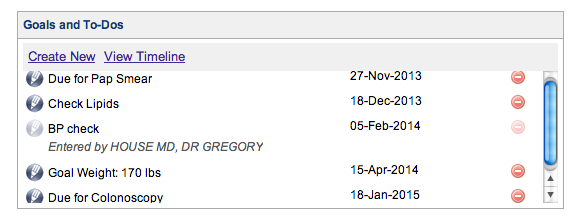 Goals and To-Dos
Create New View Timeline
Due for Pap Smear 27-Nov-2013
Check Lipids 18-Dec-2013
BP check 05-Feb-2014
Entered by HOUSE MD, DR GREGORY
Goal Weight: 170 lbs 15-Apr-2014
Due for Colonoscopy 18-Jan-2015